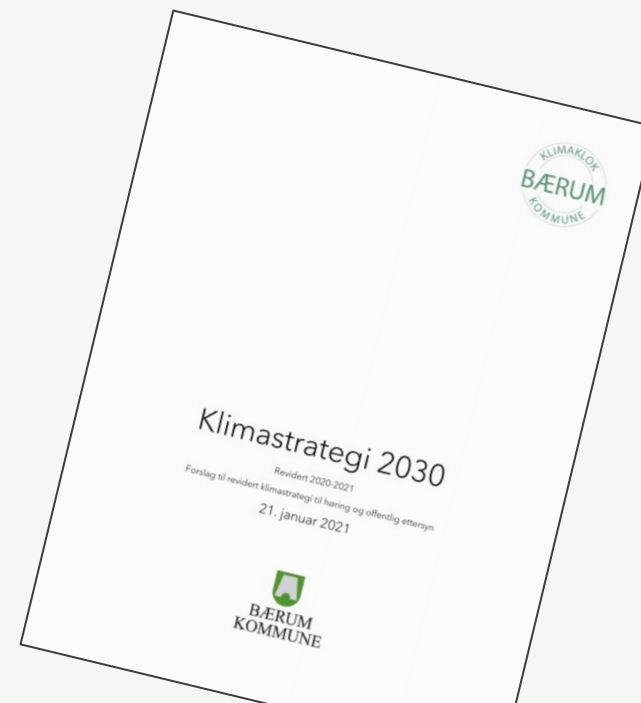 KLIMAKLOK
BÆRUM
KOMMUNE
Klimastrategi 2030
Revidert 2020-2021
Forslag til revidert klimastrategi til høring og offentlig ettersyn
21. januar 2021
BÆRUM
KOMMUNE